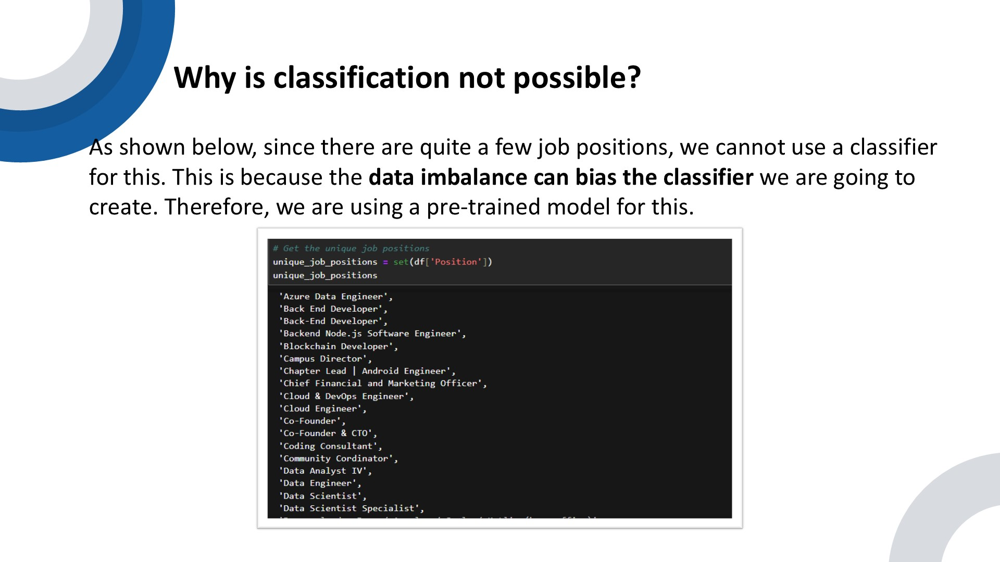 Why is classification not possible?
As shown below, since there are quite a few job positions, we cannot use a classifier
for this. This is because the data imbalance can bias the classifier we are going to
create. Therefore, we are using a pre-trained model for this.
# Get the unique job positions
unique_job_positions = set(df['Position'])
unique_job_positions
'Azure Data Engineer',
'Back End Developer',
'Back-End Developer',
'Backend Node.js Software Engineer',
'Blockchain Developer',
'Campus Director',
'Chapter Lead | Android Engineer',
'Chief Financial and Marketing Officer',
'Cloud & DevOps Engineer',
'Cloud Engineer',
'Co-Founder',
'Co-Founder & CTO',
'Coding Consultant',
'Community Cordinator',
'Data Analyst IV',
'Data Engineer',
'Data Scientist',
'Data Scientist Specialist',